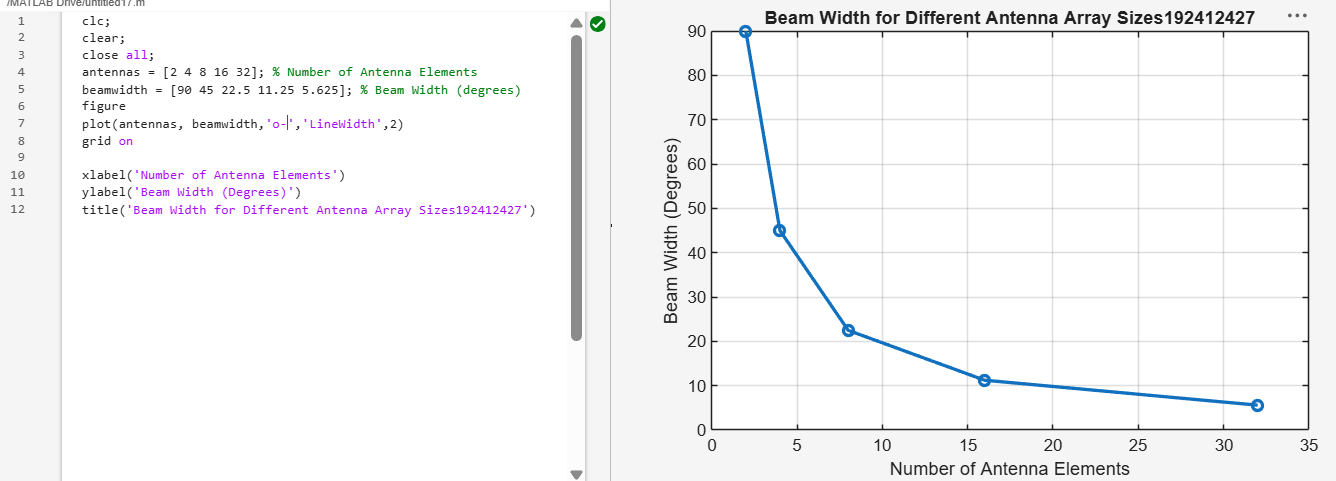 /MATLAB Drive/untitled17.m
1 clc;
2 clear;
3 close all;
4 antennas = [2 4 8 16 32]; % Number of Antenna Elements
5 beamwidth = [90 45 22.5 11.25 5.625]; % Beam Width (degrees)
6 figure
7 plot(antennas, beamwidth,'o-','LineWidth',2)
8 grid on
9
10 xlabel('Number of Antenna Elements')
11 ylabel('Beam Width (Degrees)')
12 title('Beam Width for Different Antenna Array Sizes192412427')
Beam Width for Different Antenna Array Sizes192412427
Beam Width (Degrees)
90
80
70
60
50
40
30
20
10
0
0 5 10 15 20 25 30 35
Number of Antenna Elements